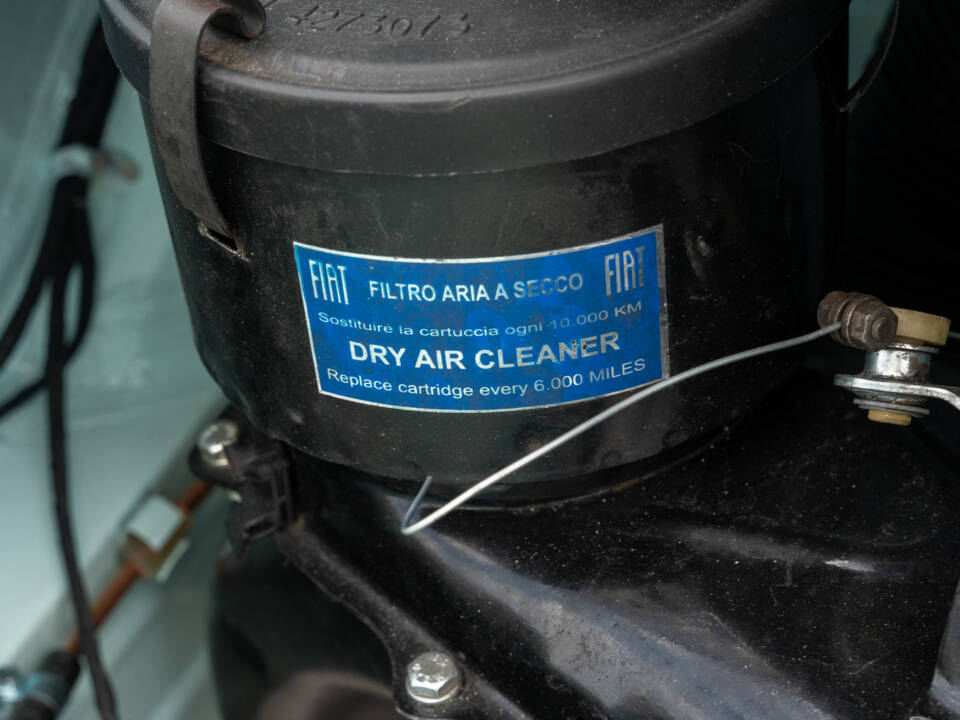 4273073
FIAT FILTRO ARIA A SECCO FIAT
Sostituire la cartuccia ogni 10.000 KM
DRY AIR CLEANER
Replace cartridge every 6.000 MILES